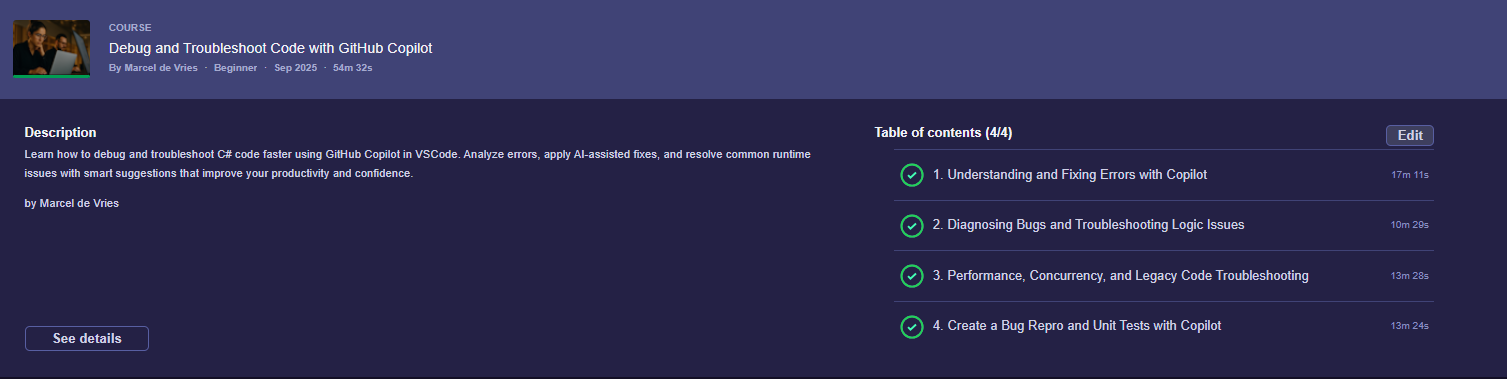 COURSE
Debug and Troubleshoot Code with GitHub Copilot
By Marcel de Vries · Beginner · Sep 2025 · 54m 32s
Description
Learn how to debug and troubleshoot C# code faster using GitHub Copilot in VSCode. Analyze errors, apply AI-assisted fixes, and resolve common runtime
issues with smart suggestions that improve your productivity and confidence.
by Marcel de Vries
See details
Table of contents (4/4)
Edit
1. Understanding and Fixing Errors with Copilot 17m 11s
2. Diagnosing Bugs and Troubleshooting Logic Issues 10m 29s
3. Performance, Concurrency, and Legacy Code Troubleshooting 13m 28s
4. Create a Bug Repro and Unit Tests with Copilot 13m 24s